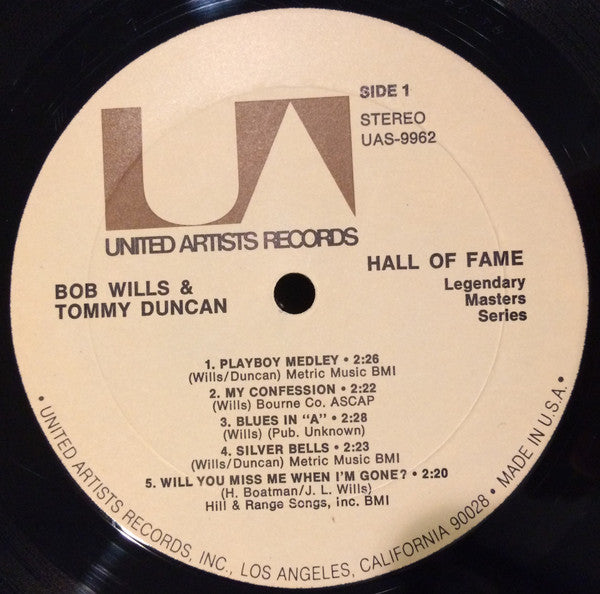 UA
SIDE 1
STEREO
UAS-9962
UNITED ARTISTS RECORDS
BOB WILLS &
TOMMY DUNCAN
HALL OF FAME
Legendary
Masters
Series
1. PLAYBOY MEDLEY • 2:26
(Wills/Duncan) Metric Music BMI
2. MY CONFESSION • 2:22
(Wills) Bourne Co. ASCAP
3. BLUES IN "A" • 2:28
(Wills) (Pub. Unknown)
4. SILVER BELLS • 2:23
(Wills/Duncan) Metric Music BMI
5. WILL YOU MISS ME WHEN I'M GONE? • 2:20
(H. Boatman/J. L. Wills)
Hill & Range Songs, inc. BMI
• UNITED ARTISTS RECORDS, INC., LOS ANGELES, CALIFORNIA 90028 • MADE IN U.S.A. •